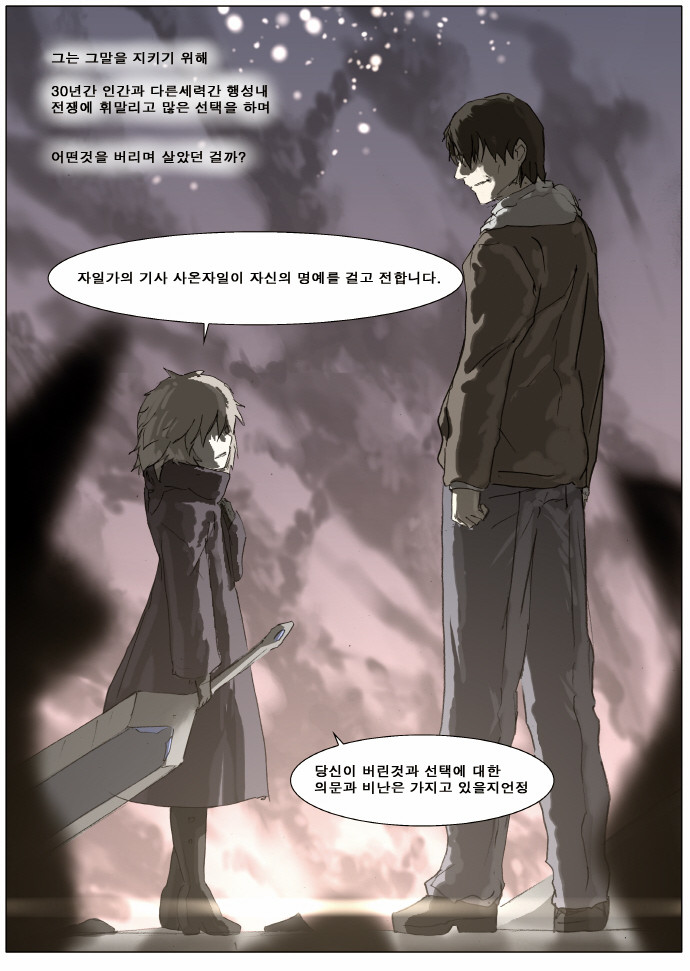 그는 그말을 지키기 위해
30년간 인간과 다른세력간 행성내
전쟁에 휘말리고 많은 선택을 하며
어떤것을 버리며 살았던 걸까?
자일가의 기사 사온자일이 자신의 명예를 걸고 전합니다.
당신이 버린것과 선택에 대한
의문과 비난은 가지고 있을지언정